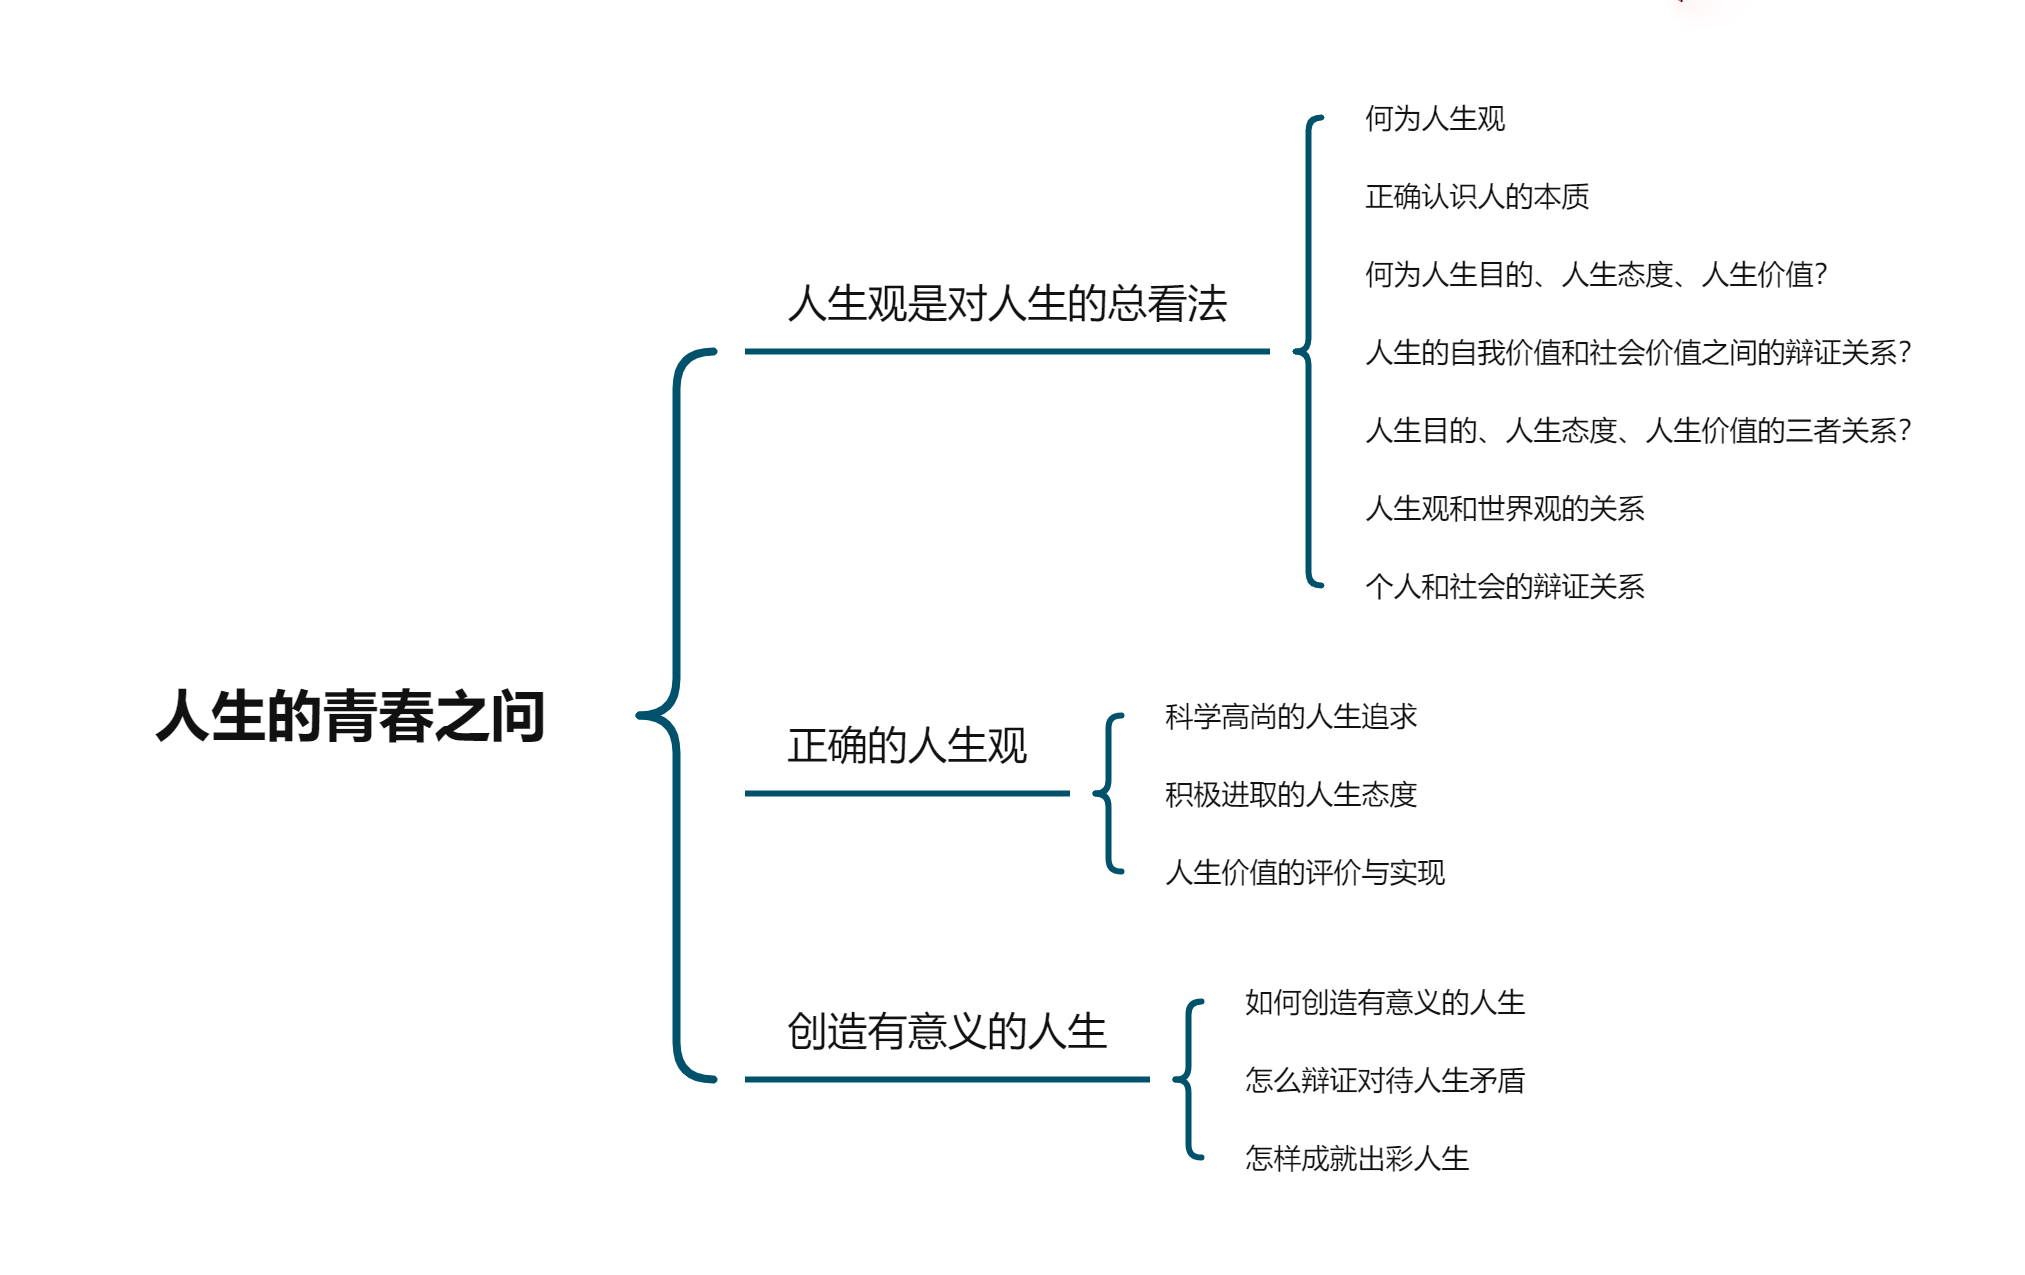 人生的青春之问
人生观是对人生的总看法
何为人生观
正确认识人的本质
何为人生目的、人生态度、人生价值？
人生的自我价值和社会价值之间的辩证关系？
人生目的、人生态度、人生价值的三者关系？
人生观和世界观的关系
个人和社会的辩证关系
正确的人生观
科学高尚的人生追求
积极进取的人生态度
人生价值的评价与实现
创造有意义的人生
如何创造有意义的人生
怎么辩证对待人生矛盾
怎样成就出彩人生